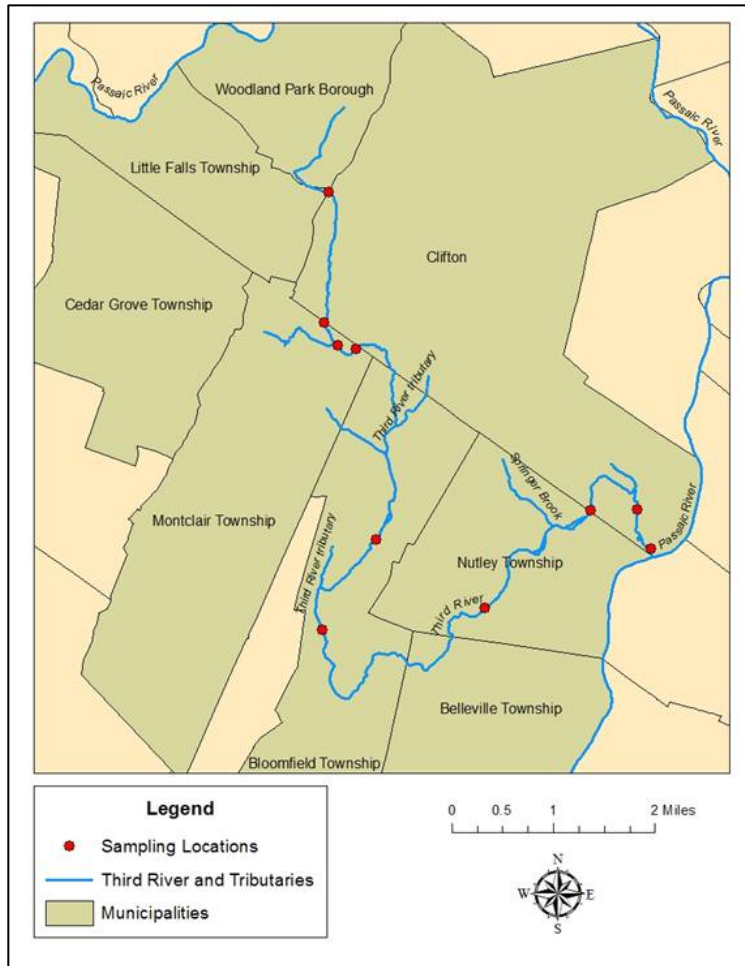 Passaic River
Woodland Park Borough
Passaic River
Little Falls Township
Clifton
Cedar Grove Township
Third River tributary
Springer Brook
Montclair Township
Passaic River
Third River tributary
Nutley Township
Third River
Belleville Township
Bloomfield Township
Legend
Sampling Locations
Third River and Tributaries
Municipalities
0 0.5 1 2 Miles
N
W E
S